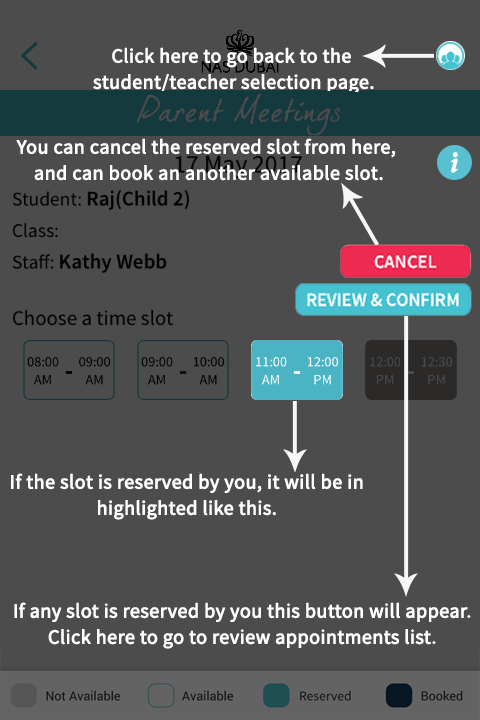 Click here to go back to the
student/teacher selection page.
NAS DUBAI
Parent Meetings
You can cancel the reserved slot from here,
and can book an another available slot.
17 May 2017
i
Student: Raj(Child 2)
Class:
Staff: Kathy Webb
CANCEL
REVIEW & CONFIRM
Choose a time slot
08:00 AM - 09:00 AM
09:00 AM - 10:00 AM
11:00 AM - 12:00 PM
12:00 PM - 12:30 PM
If the slot is reserved by you, it will be in
highlighted like this.
If any slot is reserved by you this button will appear.
Click here to go to review appointments list.
Not Available
Available
Reserved
Booked